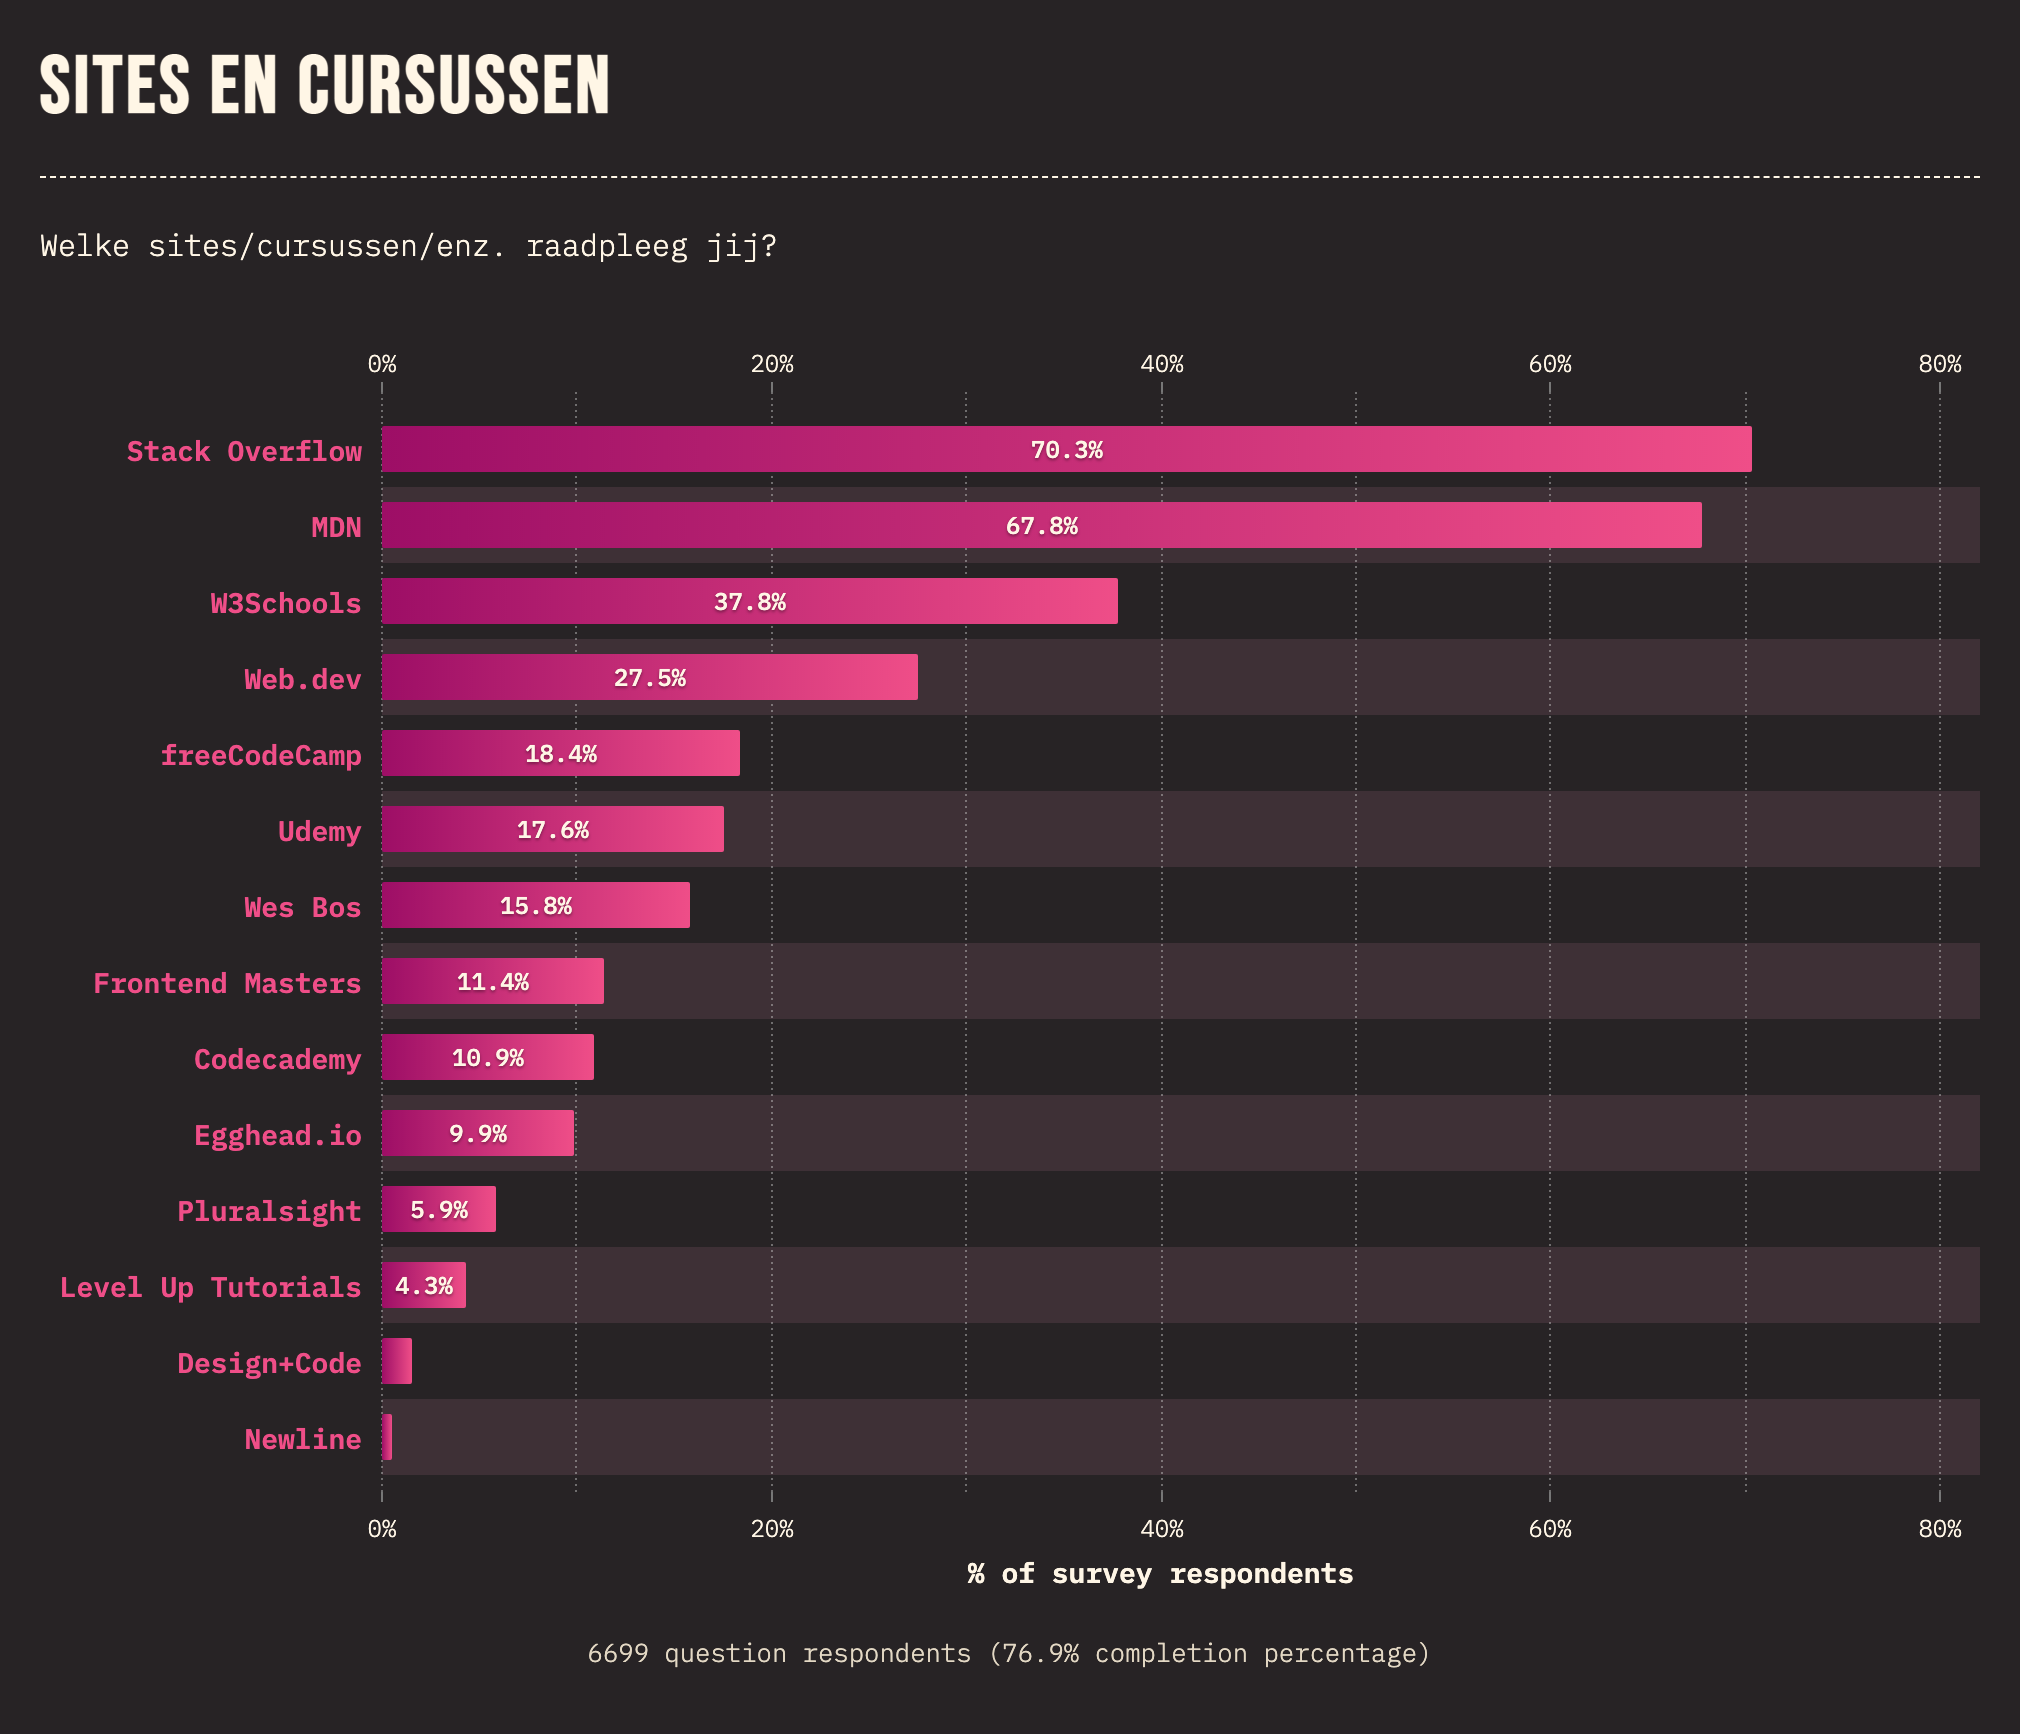 SITES EN CURSUSSEN
Welke sites/cursussen/enz. raadpleeg jij?
0% 20% 40% 60% 80%
Stack Overflow 70.3%
MDN 67.8%
W3Schools 37.8%
Web.dev 27.5%
freeCodeCamp 18.4%
Udemy 17.6%
Wes Bos 15.8%
Frontend Masters 11.4%
Codecademy 10.9%
Egghead.io 9.9%
Pluralsight 5.9%
Level Up Tutorials 4.3%
Design+Code
Newline
0% 20% 40% 60% 80%
% of survey respondents
6699 question respondents (76.9% completion percentage)